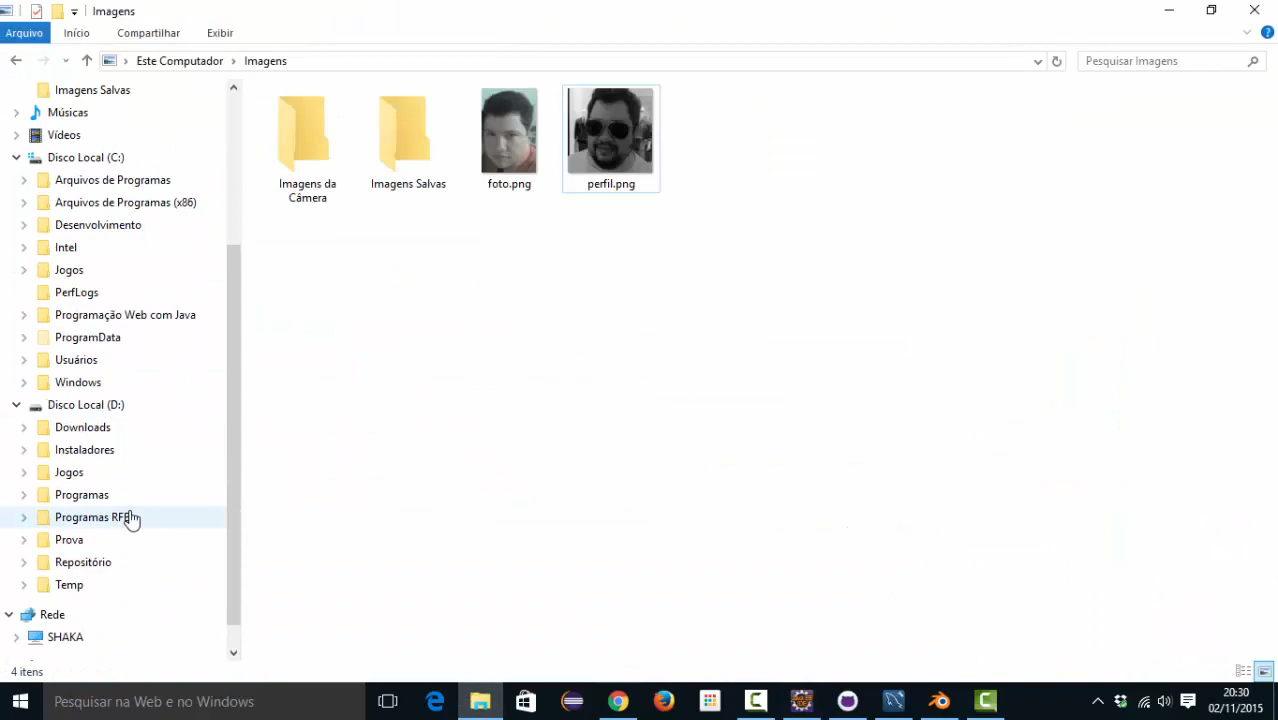 Imagens
Arquivo Início Compartilhar Exibir
Este Computador Imagens Pesquisar Imagens
Imagens Salvas
Músicas
Vídeos
Disco Local (C:)
Arquivos de Programas
Arquivos de Programas (x86)
Desenvolvimento
Intel
Jogos
PerfLogs
Programação Web com Java
ProgramData
Usuários
Windows
Disco Local (D:)
Downloads
Instaladores
Jogos
Programas
Programas
Prova
Repositório
Temp
Rede
SHAKA
Imagens da
Câmera
Imagens Salvas
foto.png
perfil.png
4 itens
Pesquisar na Web e no Windows
20:30
02/11/2015